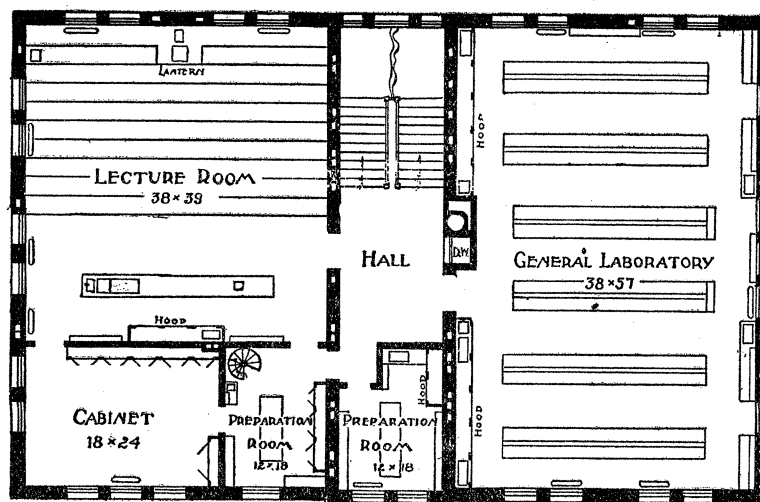 LANTERN
LECTURE ROOM
38×39
HOOD
HALL
HOOD
D.W.
GENERAL LABORATORY
38×57
HOOD
CABINET
18×24
PREPARATION
ROOM
12×18
PREPARATION
ROOM
12×18
HOOD
HOOD